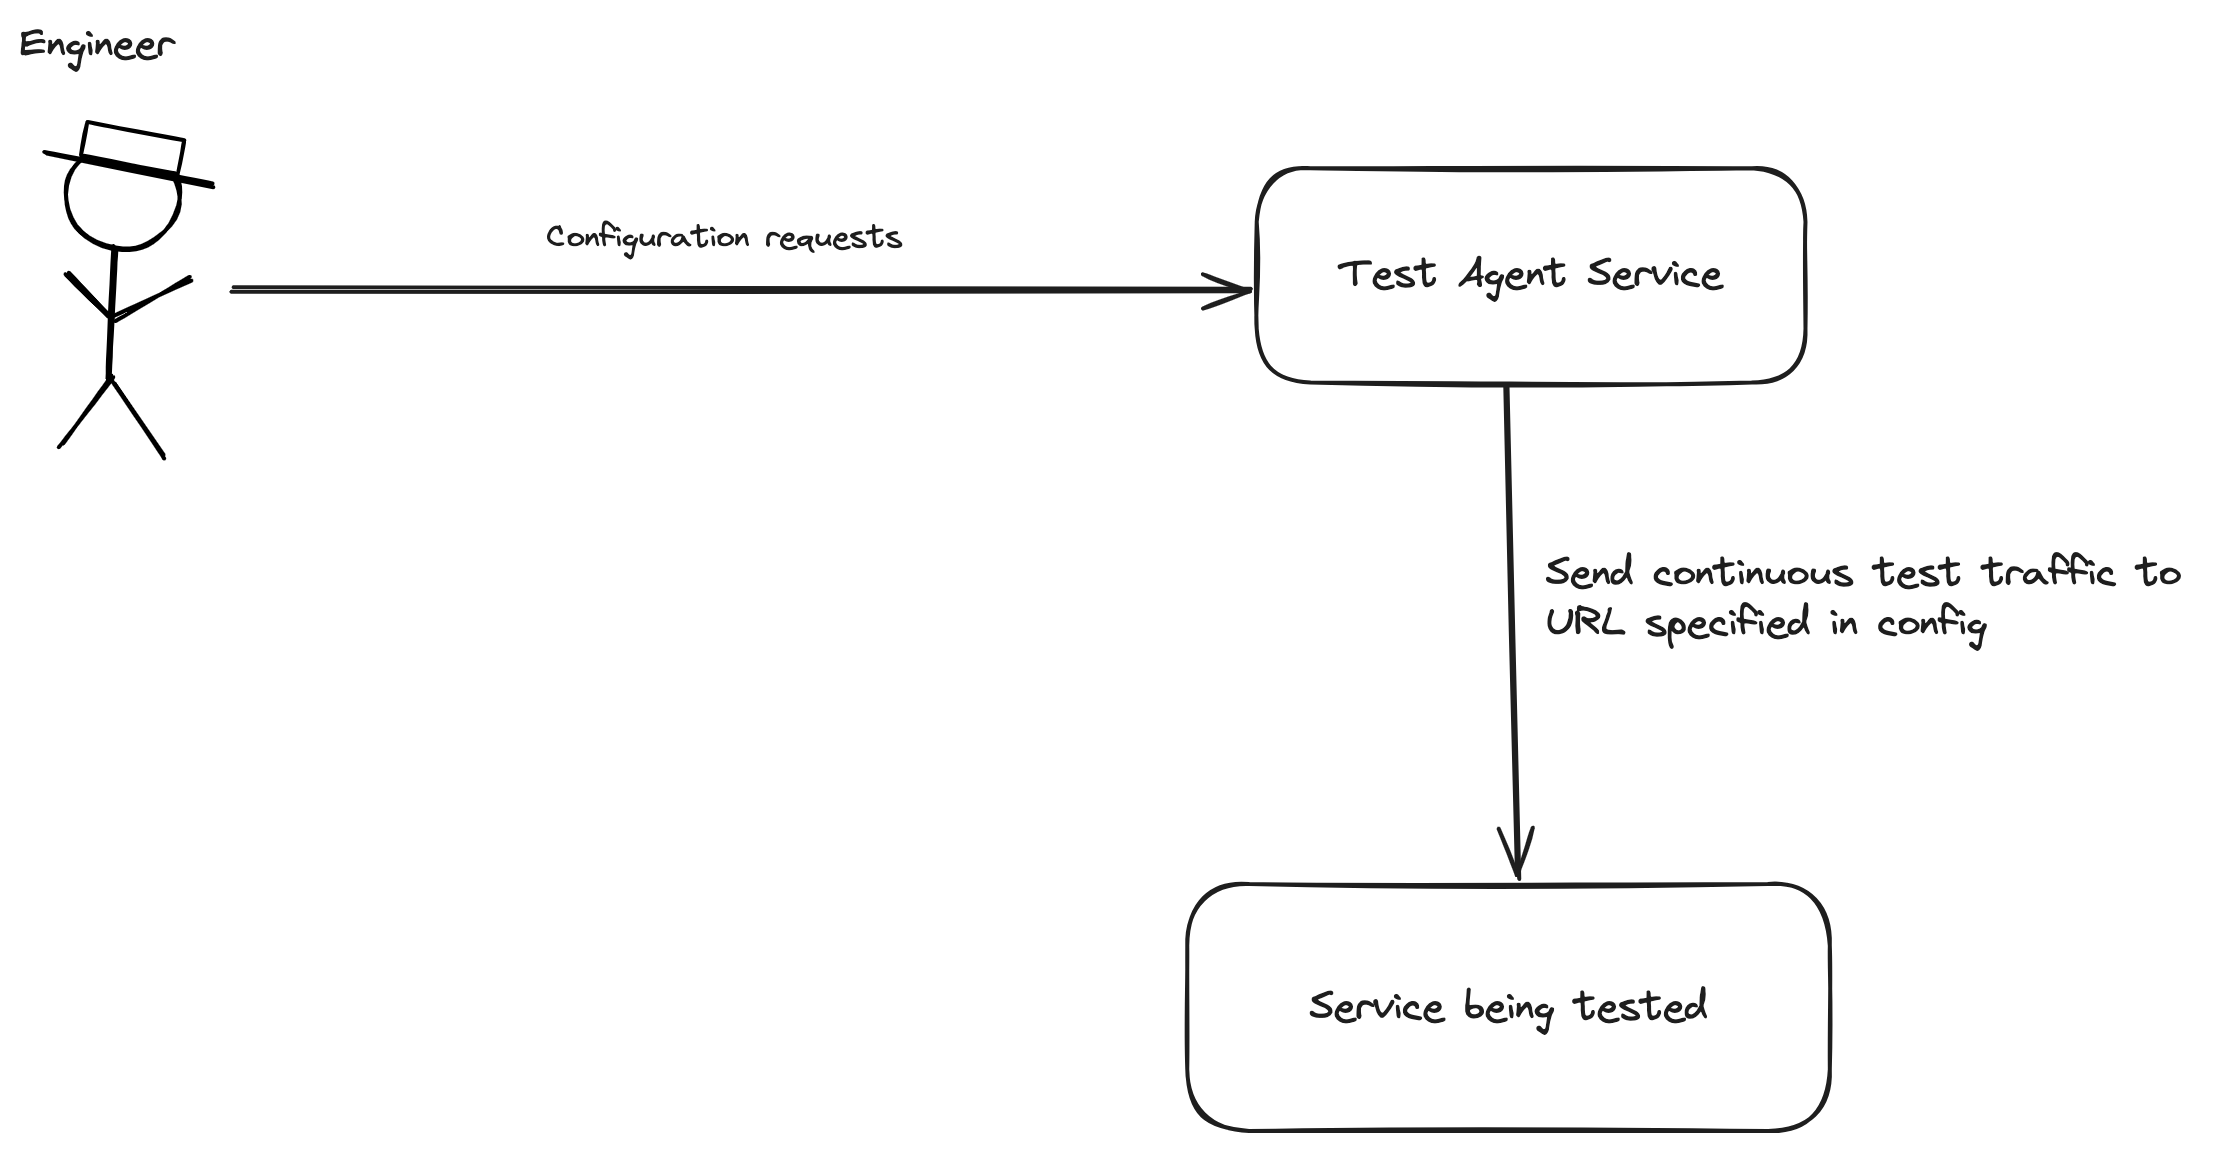 Engineer
Configuration requests
Test Agent Service
Send continuous test traffic to
URL specified in config
Service being tested